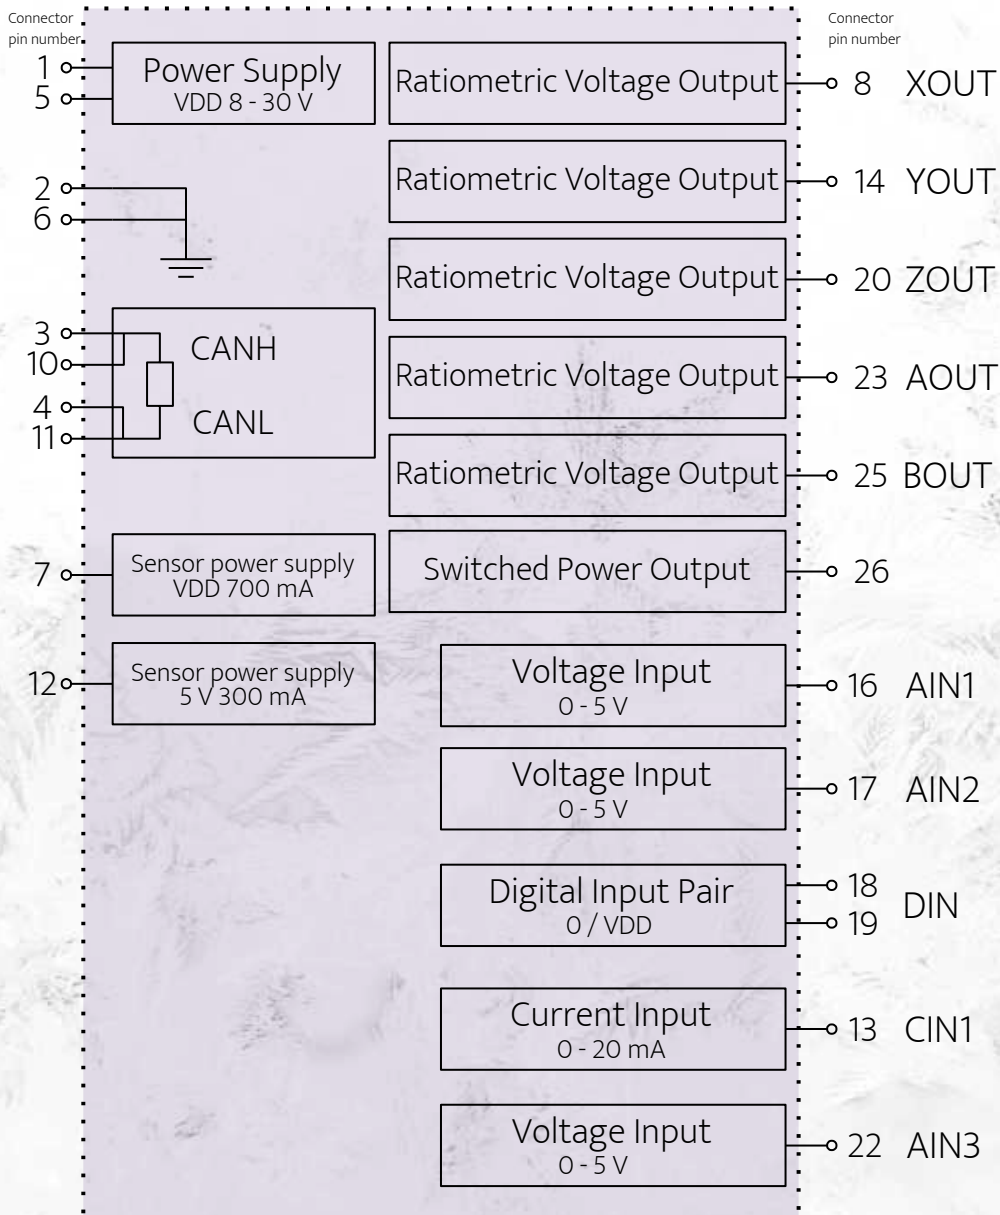 Connector
pin number
1
5
Power Supply
VDD 8 - 30 V
2
6
3
10
4
11
CANH
CANL
7
Sensor power supply
VDD 700 mA
12
Sensor power supply
5 V 300 mA
Connector
pin number
Ratiometric Voltage Output 8 XOUT
Ratiometric Voltage Output 14 YOUT
Ratiometric Voltage Output 20 ZOUT
Ratiometric Voltage Output 23 AOUT
Ratiometric Voltage Output 25 BOUT
Switched Power Output 26
Voltage Input
0 - 5 V
16 AIN1
Voltage Input
0 - 5 V
17 AIN2
Digital Input Pair
0 / VDD
18
19
DIN
Current Input
0 - 20 mA
13 CIN1
Voltage Input
0 - 5 V
22 AIN3